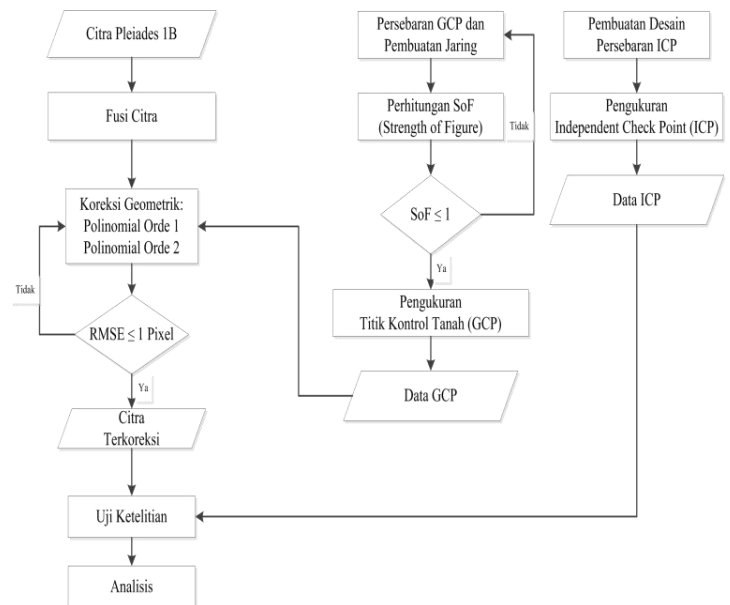 Citra Pleiades 1B
Fusi Citra
Koreksi Geometrik:
Polinomial Orde 1
Polinomial Orde 2
Tidak
RMSE ≤ 1 Pixel
Ya
Citra
Terkoreksi
Uji Ketelitian
Analisis
Persebaran GCP dan
Pembuatan Jaring
Perhitungan SoF
(Strength of Figure)
Tidak
SoF ≤ 1
Ya
Pengukuran
Titik Kontrol Tanah (GCP)
Data GCP
Pembuatan Desain
Persebaran ICP
Pengukuran
Independent Check Point (ICP)
Data ICP